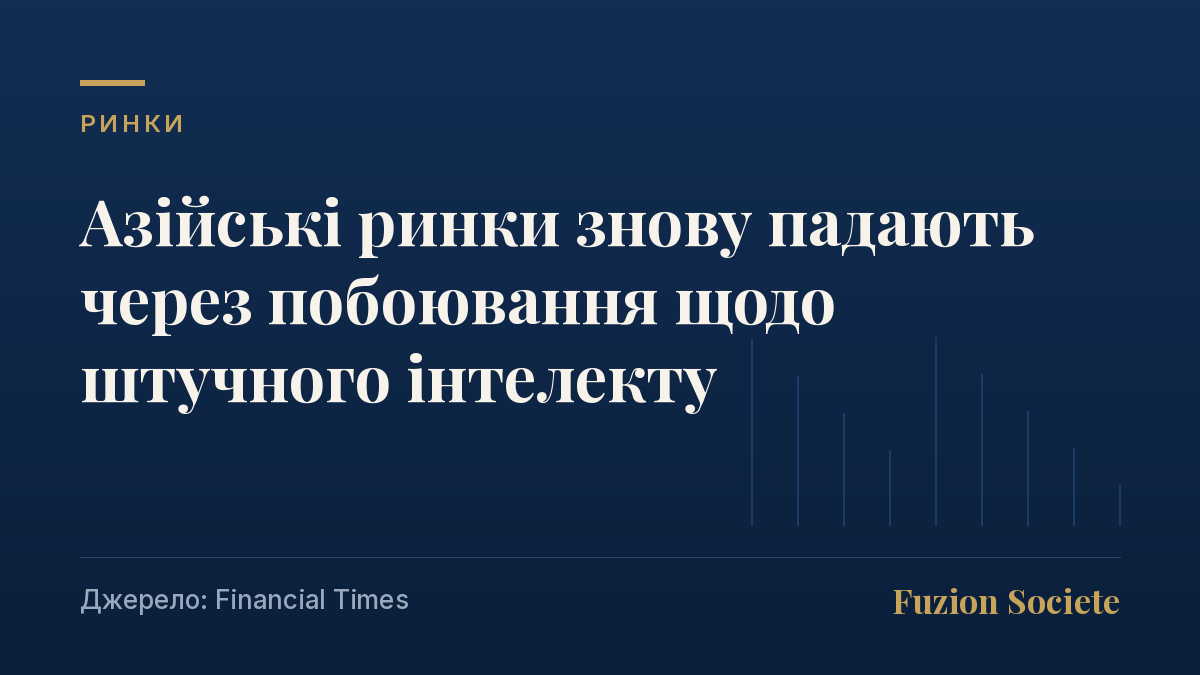 РИНКИ
Азійські ринки знову падають
через побоювання щодо
штучного інтелекту
Джерело: Financial Times
Fuzion Societe